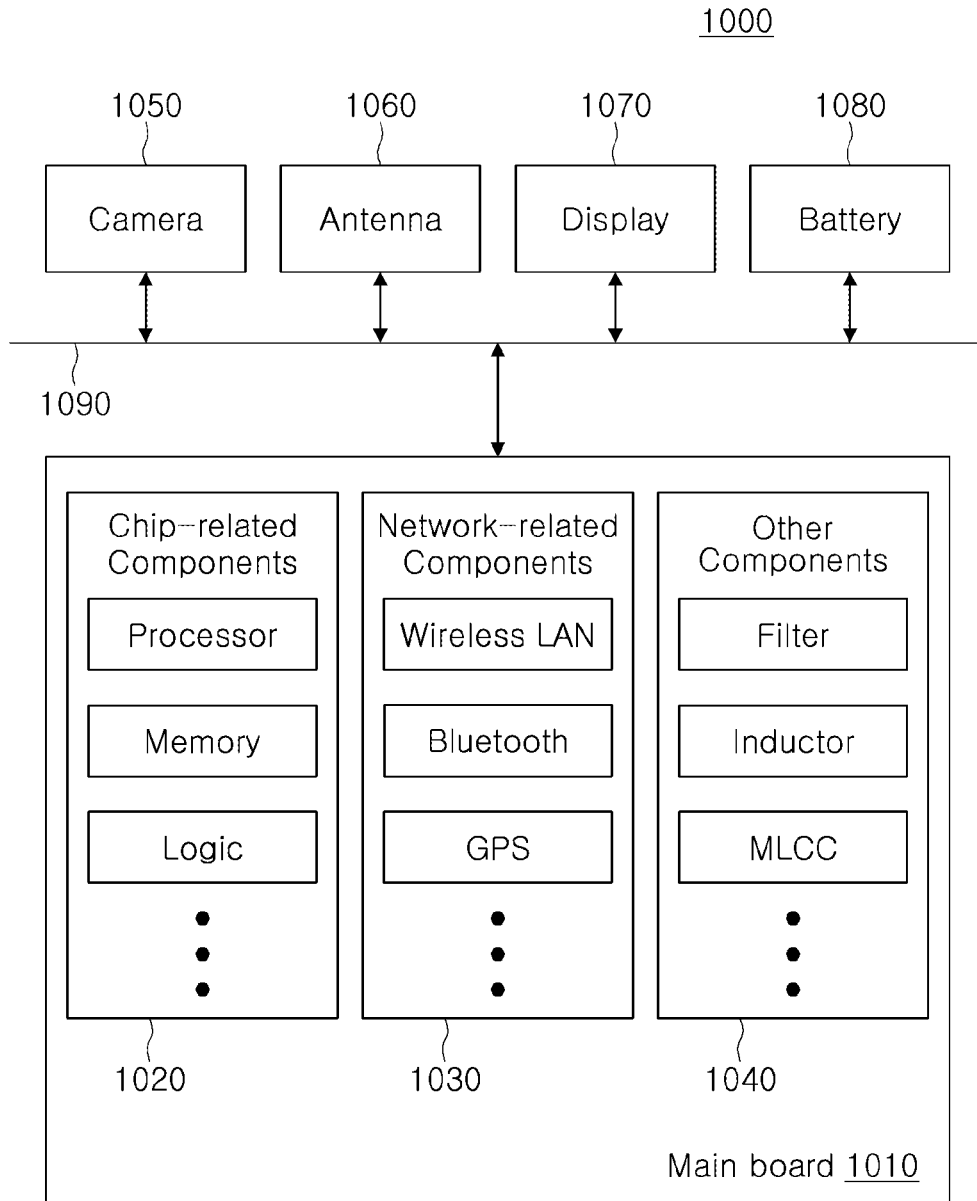 1000
1050
1060
1070
1080
Camera
Antenna
Display
Battery
1090
Chip-related
Components
Processor
Memory
Logic
Network-related
Components
Wireless LAN
Bluetooth
GPS
Other
Components
Filter
Inductor
MLCC
1020
1030
1040
Main board 1010